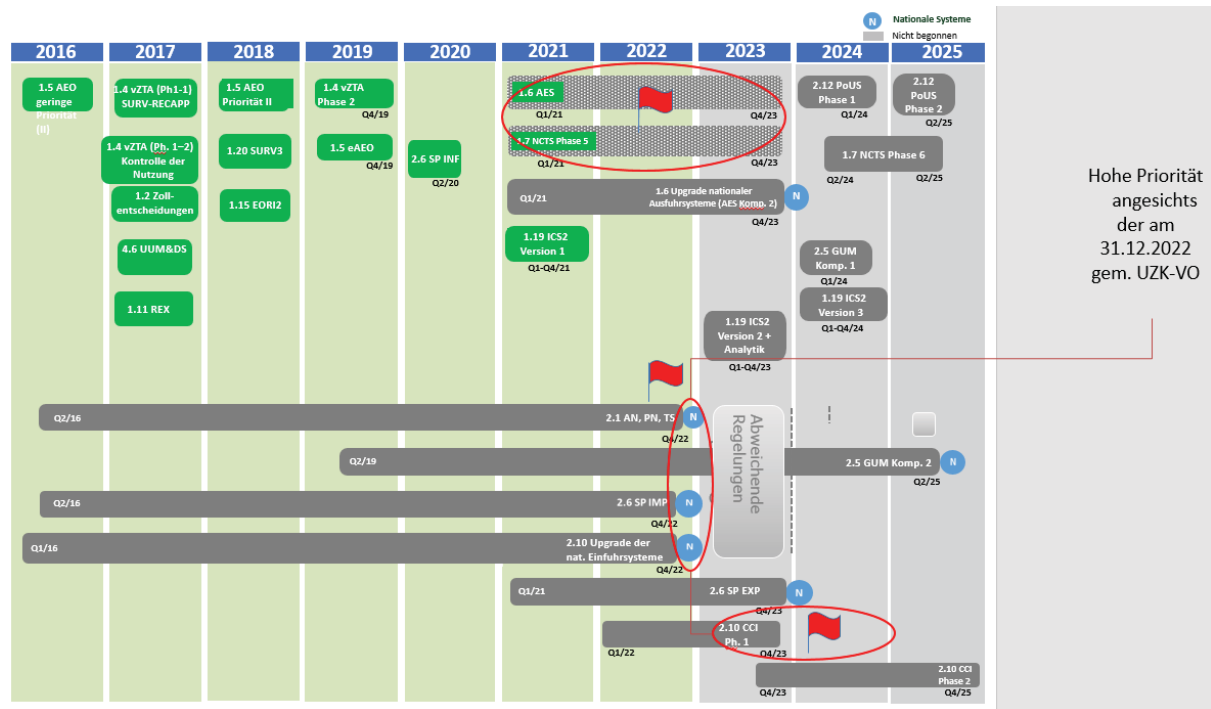 Nationale Systeme
N
Nicht begonnen
2016
2017
2018
2019
2020
2021
2022
2023
2024
2025
1.5 AEO
geringe
Priorität
(II)
1.4 vZTA (Ph1-1)
SURV-RECAPP
1.5 AEO
Priorität II
1.4 vZTA
Phase 2
Q4/19
1.6 AES
Q1/21
Q4/23
2.12 PoUS
Phase 1
Q1/24
2.12
PoUS
Phase 2
Q2/25
1.4 vZTA (Ph. 1–2)
Kontrolle der
Nutzung
1.20 SURV3
1.5 eAEO
Q4/19
2.6 SP INF
Q2/20
1.7 NCTS Phase 5
Q1/21
Q4/23
1.7 NCTS Phase 6
Q2/24
Q2/25
1.2 Zoll-
entscheidungen
1.15 EORI2
Q1/21
1.6 Upgrade nationaler
Ausfuhrsysteme (AES Komp. 2)
N
Q4/23
4.6 UUM&DS
1.19 ICS2
Version 1
Q1-Q4/21
2.5 GUM
Komp. 1
Q1/24
1.11 REX
1.19 ICS2
Version 3
Q1-Q4/24
1.19 ICS2
Version 2 +
Analytik
Q1-Q4/23
Hohe Priorität
angesichts
der am
31.12.2022
gem. UZK-VO
Q2/16
2.1 AN, PN, TS
N
Q4/22
Abweichende
Regelungen
Q2/19
2.5 GUM Komp. 2
N
Q2/25
Q2/16
2.6 SP IMP
N
Q4/22
Q1/16
2.10 Upgrade der
nat. Einfuhrsysteme
N
Q4/22
Q1/21
2.6 SP EXP
N
Q4/23
2.10 CCI
Ph. 1
Q1/22
Q4/23
2.10 CCI
Phase 2
Q4/23
Q4/25